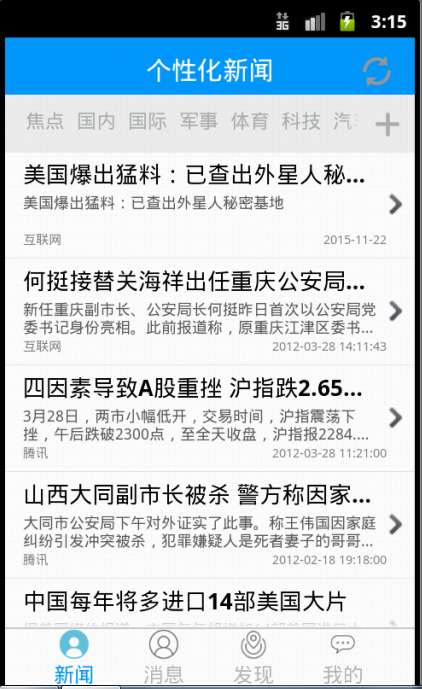 3G 3:15
个性化新闻
焦点 国内 国际 军事 体育 科技 汽
美国爆出猛料：已查出外星人秘...
美国爆出猛料：已查出外星人秘密基地
互联网 2015-11-22
何挺接替关海祥出任重庆公安局...
新任重庆副市长、公安局长何挺昨日首次以公安局党
委书记身份亮相。此前报道称，原重庆江津区委书...
互联网 2012-03-28 14:11:43
四因素导致A股重挫 沪指跌2.65...
3月28日，两市小幅低开，交易时间，沪指震荡下
挫，午后跌破2300点，至全天收盘，沪指报2284....
腾讯 2012-03-28 11:21:00
山西大同副市长被杀 警方称因家...
大同市公安局下午对外证实了此事。称王伟国因家庭
纠纷引发冲突被杀，犯罪嫌疑人是死者妻子的哥哥...
腾讯 2012-02-18 19:18:00
中国每年将多进口14部美国大片
新闻 消息 发现 我的